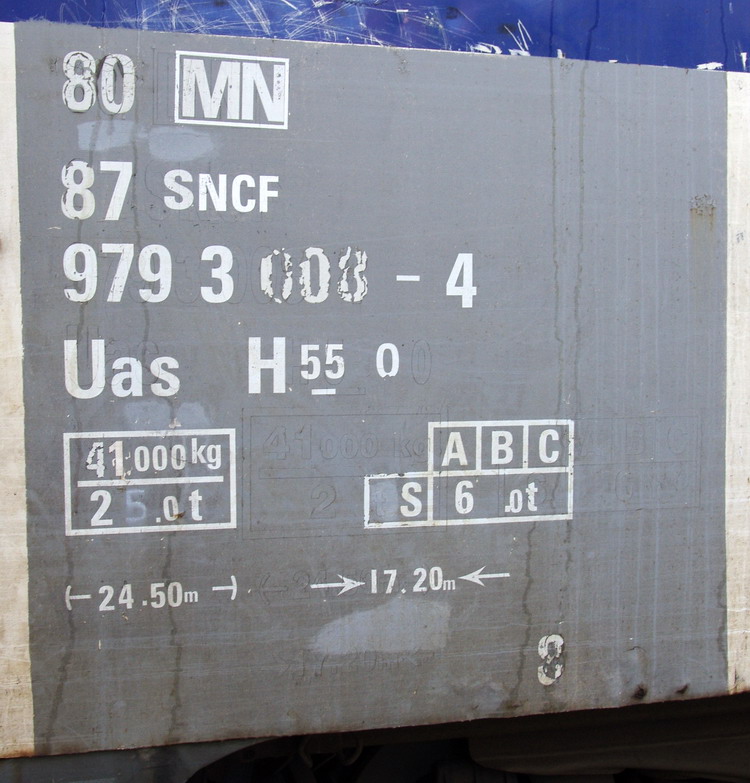 80 MN
87 SNCF
979 3 008 - 4
Uas H 55 0
41.000kg
25.0t
A B C
S 6.0t
24.50m
17.20m